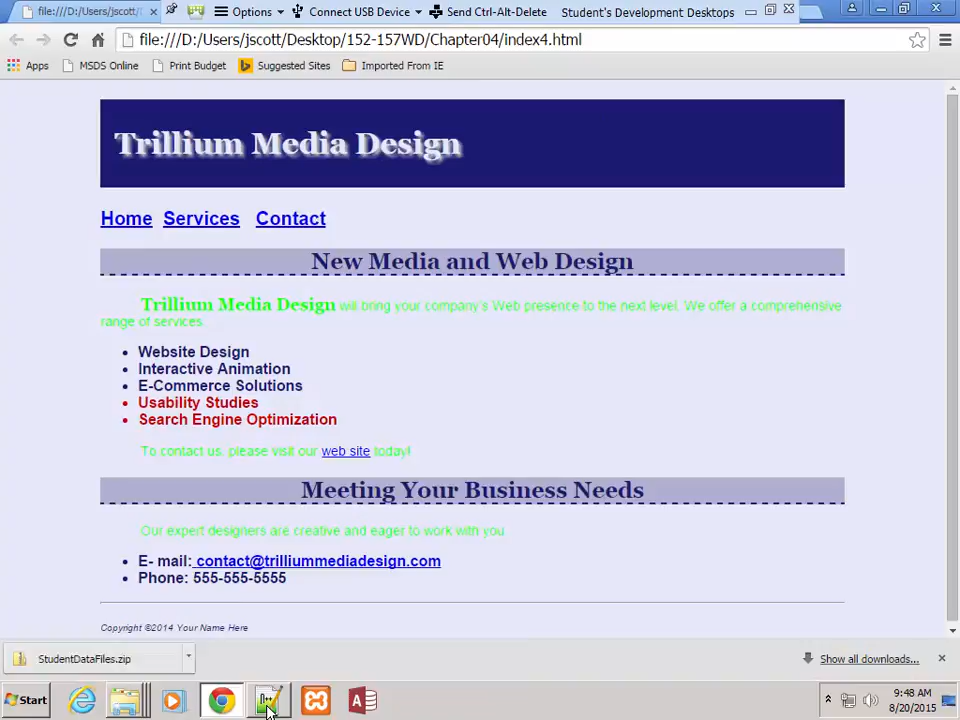 file:///D:/Users/jscott/
Options
Connect USB Device
Send Ctrl-Alt-Delete
Student's Development Desktops
file:///D:/Users/jscott/Desktop/152-157WD/Chapter04/index4.html
Apps
MSDS Online
Print Budget
Suggested Sites
Imported From IE
Trillium Media Design
Home Services Contact
New Media and Web Design
Trillium Media Design will bring your company's Web presence to the next level. We offer a comprehensive
range of services.
• Website Design
• Interactive Animation
• E-Commerce Solutions
• Usability Studies
• Search Engine Optimization
To contact us, please visit our web site today!
Meeting Your Business Needs
Our expert designers are creative and eager to work with you
• E- mail: contact@trilliummediadesign.com
• Phone: 555-555-5555
Copyright ©2014 Your Name Here
StudentDataFiles.zip
Show all downloads...
Start
9:48 AM
8/20/2015